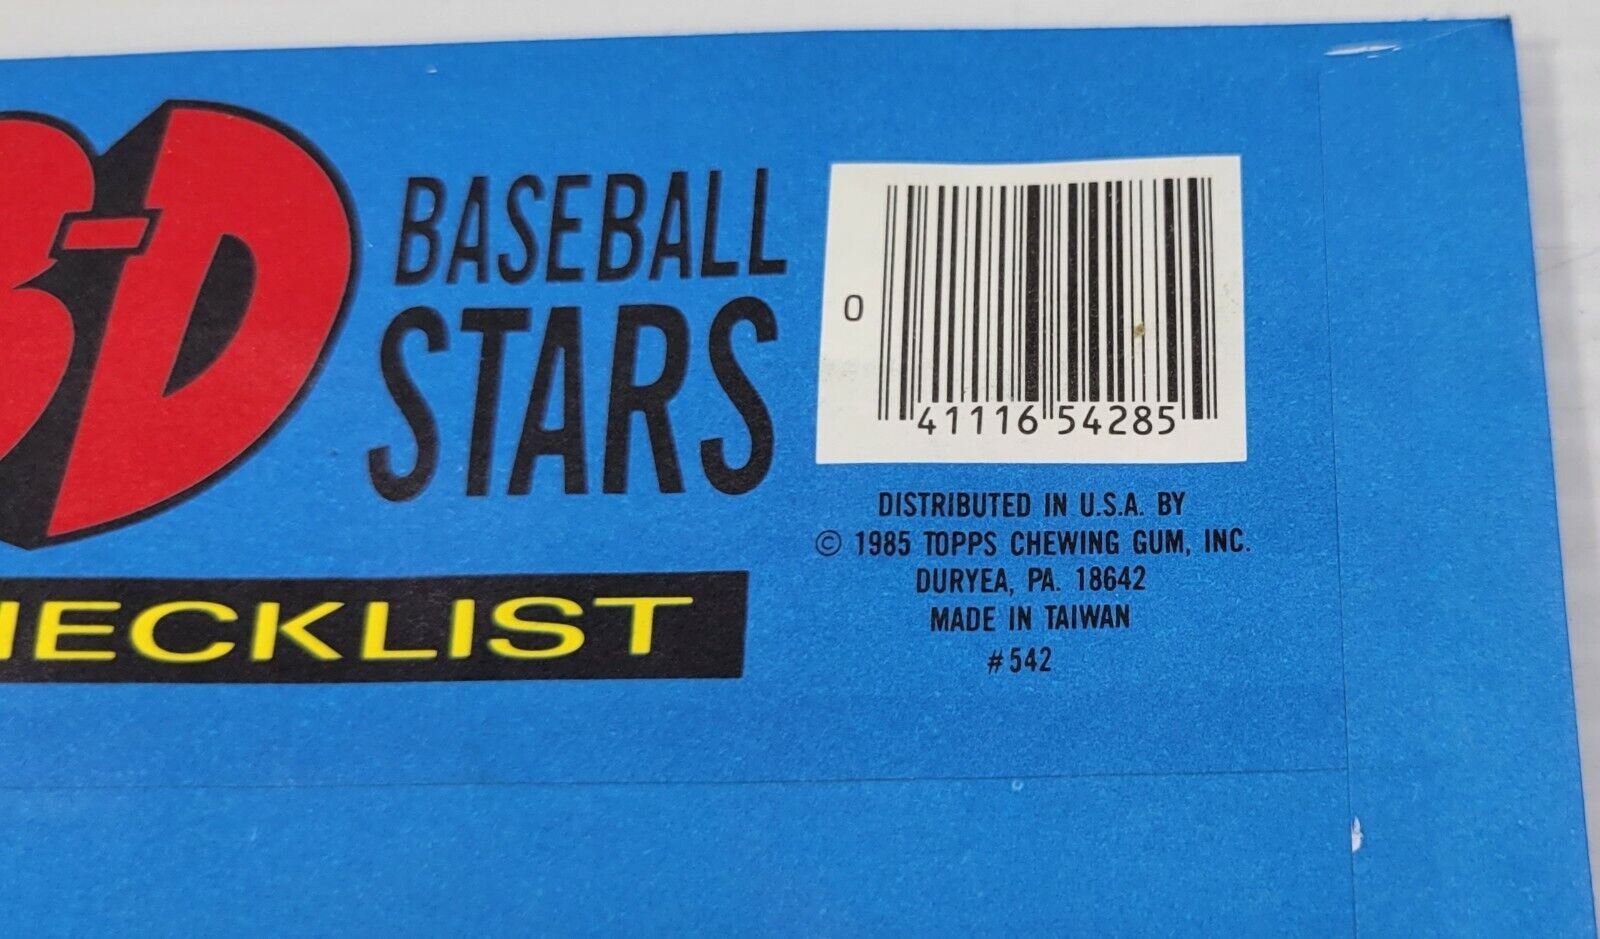 3-D
BASEBALL
STARS
HECKLIST
0
41116 54285
DISTRIBUTED IN U.S.A. BY
© 1985 TOPPS CHEWING GUM, INC.
DURYEA, PA. 18642
MADE IN TAIWAN
#542